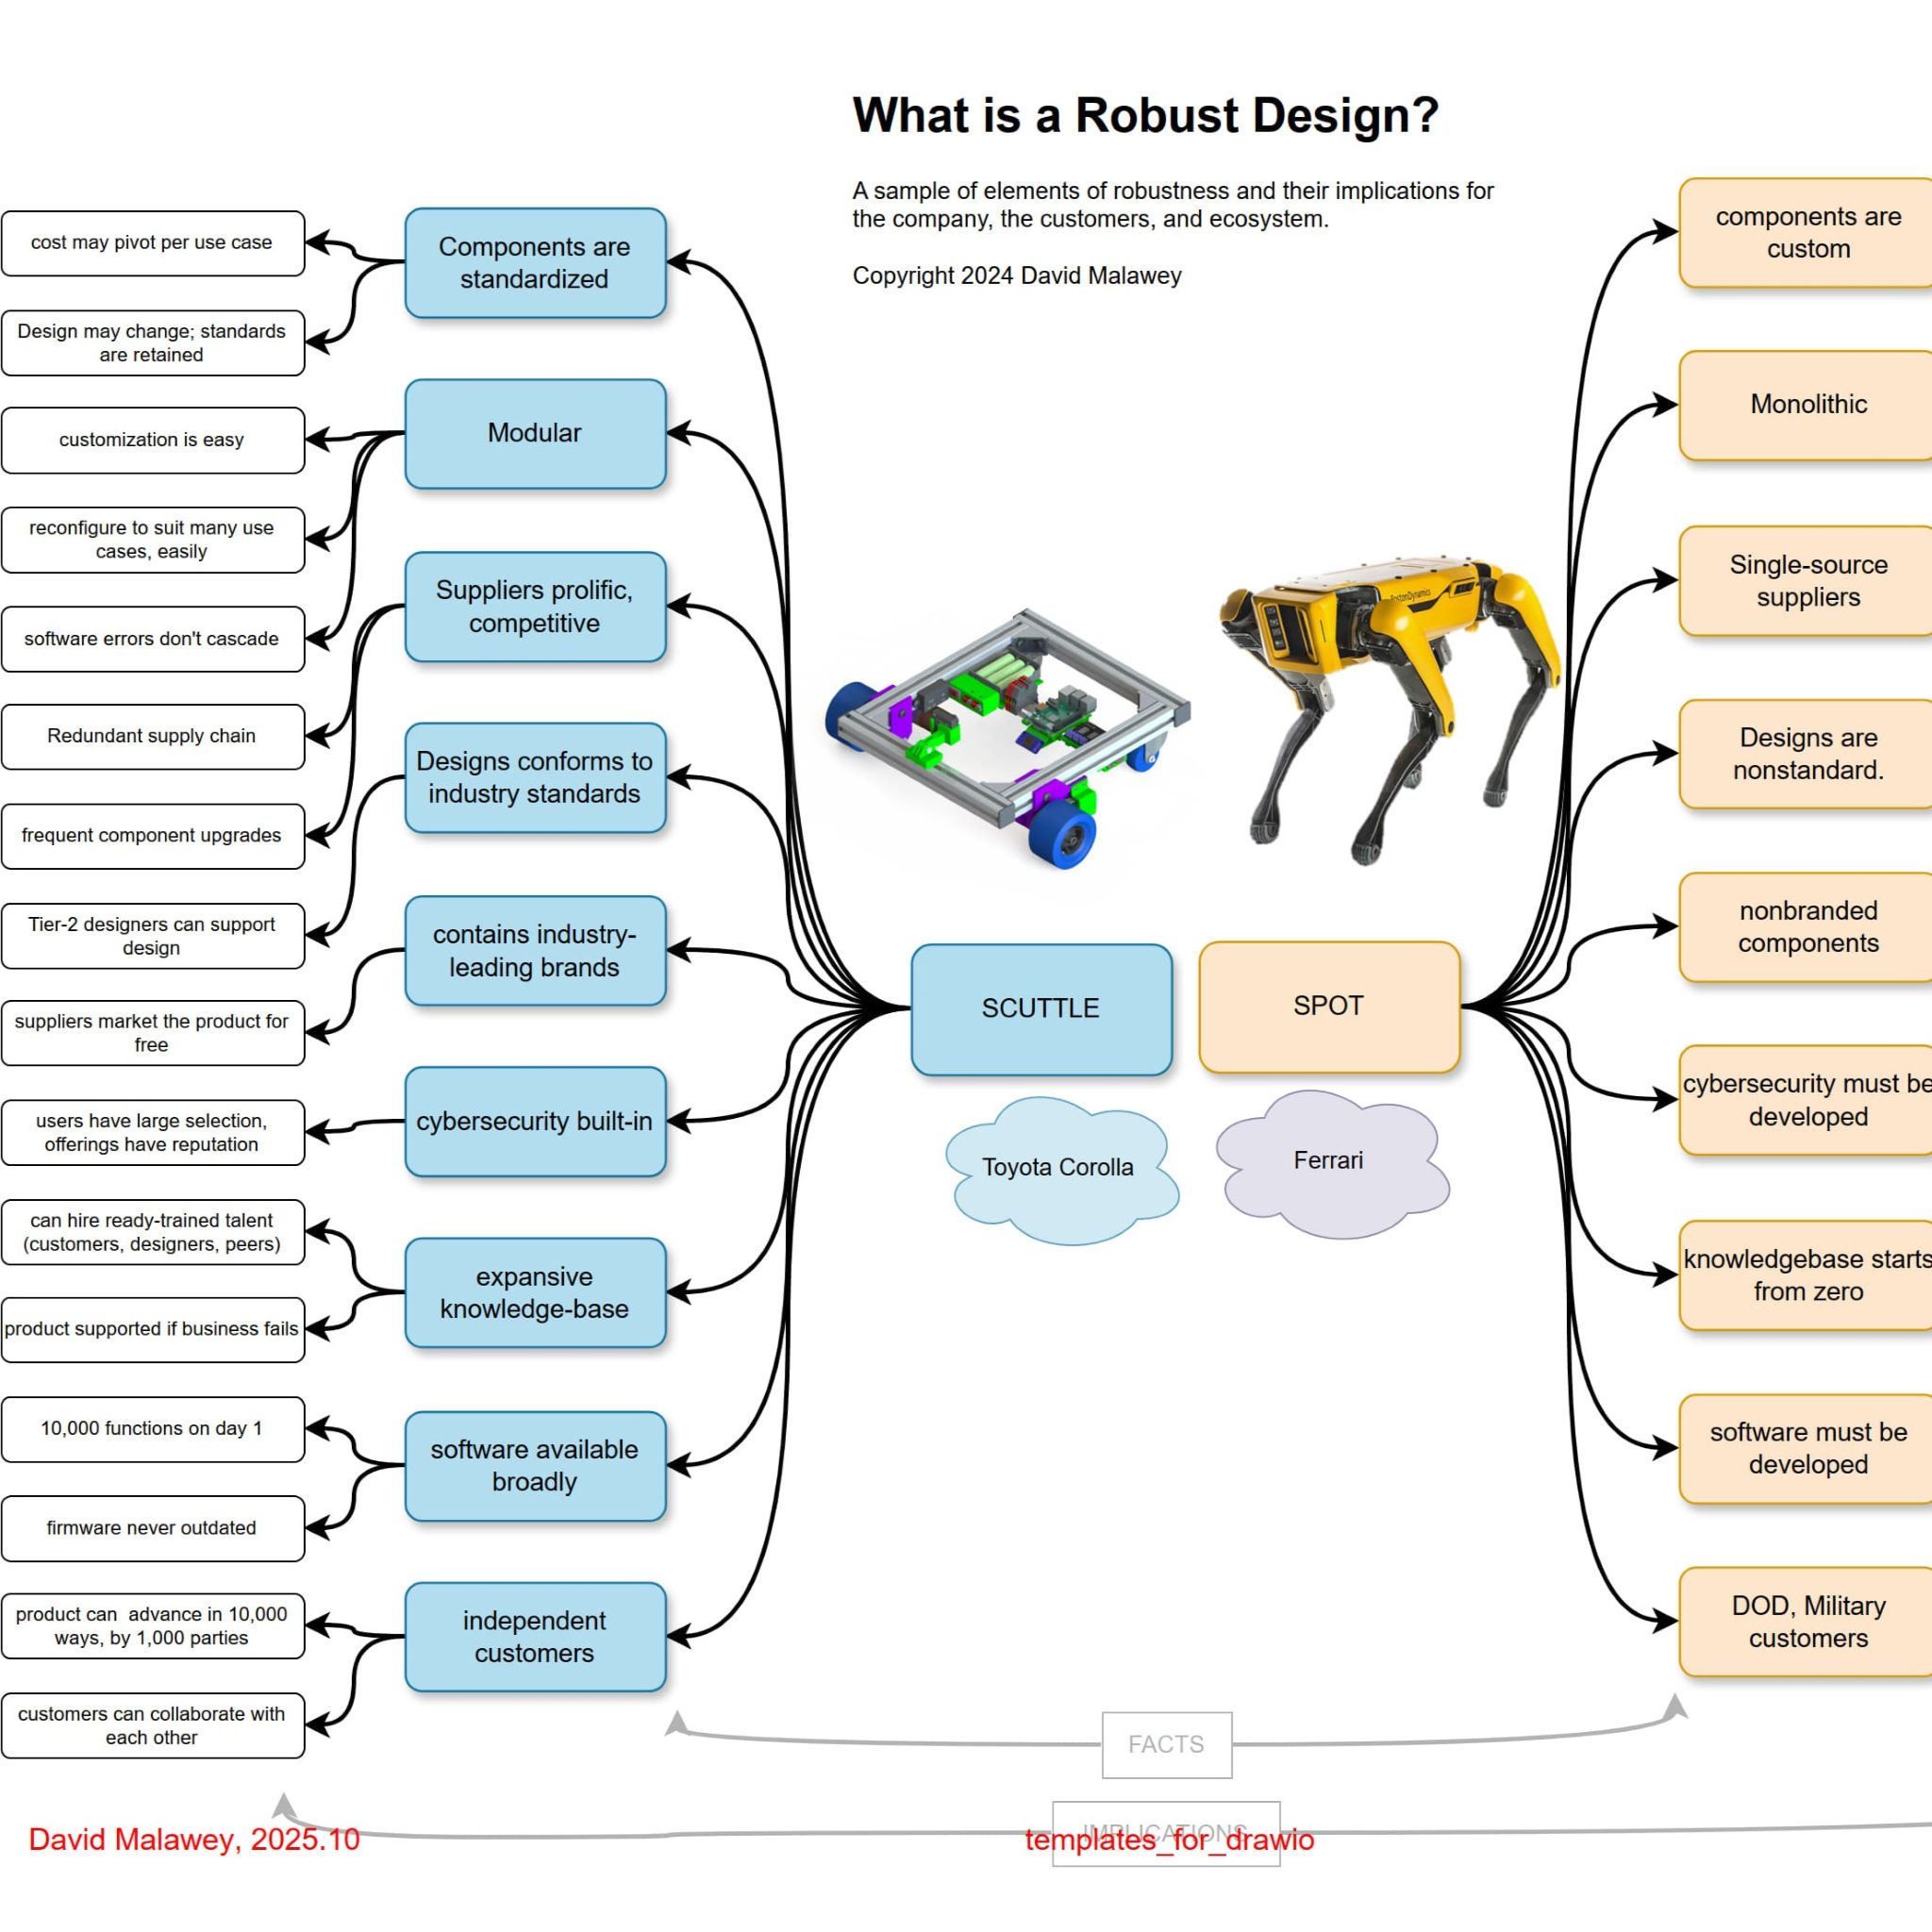 What is a Robust Design?
A sample of elements of robustness and their implications for
the company, the customers, and ecosystem.
Copyright 2024 David Malawey
cost may pivot per use case
Design may change; standards
are retained
customization is easy
reconfigure to suit many use
cases, easily
software errors don't cascade
Redundant supply chain
frequent component upgrades
Tier-2 designers can support
design
suppliers market the product for
free
users have large selection,
offerings have reputation
can hire ready-trained talent
(customers, designers, peers)
product supported if business fails
10,000 functions on day 1
firmware never outdated
product can  advance in 10,000
ways, by 1,000 parties
customers can collaborate with
each other
Components are
standardized
Modular
Suppliers prolific,
competitive
Designs conforms to
industry standards
contains industry-
leading brands
cybersecurity built-in
expansive
knowledge-base
software available
broadly
independent
customers
BostonDynamics
SCUTTLE
SPOT
Toyota Corolla
Ferrari
components are
custom
Monolithic
Single-source
suppliers
Designs are
nonstandard.
nonbranded
components
cybersecurity must be
developed
knowledgebase starts
from zero
software must be
developed
DOD, Military
customers
FACTS
IMPLICATIONS
David Malawey, 2025.10
templates_for_drawio